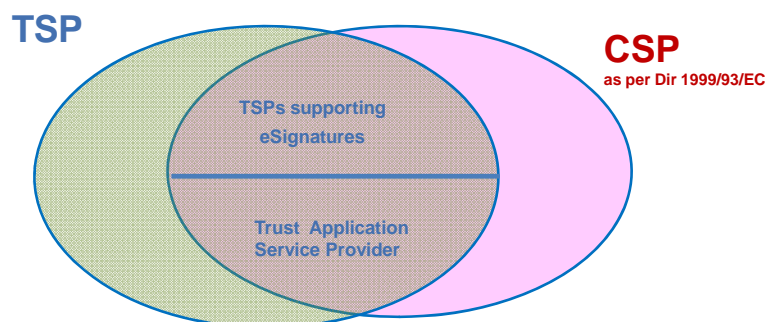 TSP
CSP
as per Dir 1999/93/EC
TSPs supporting
eSignatures
Trust Application
Service Provider